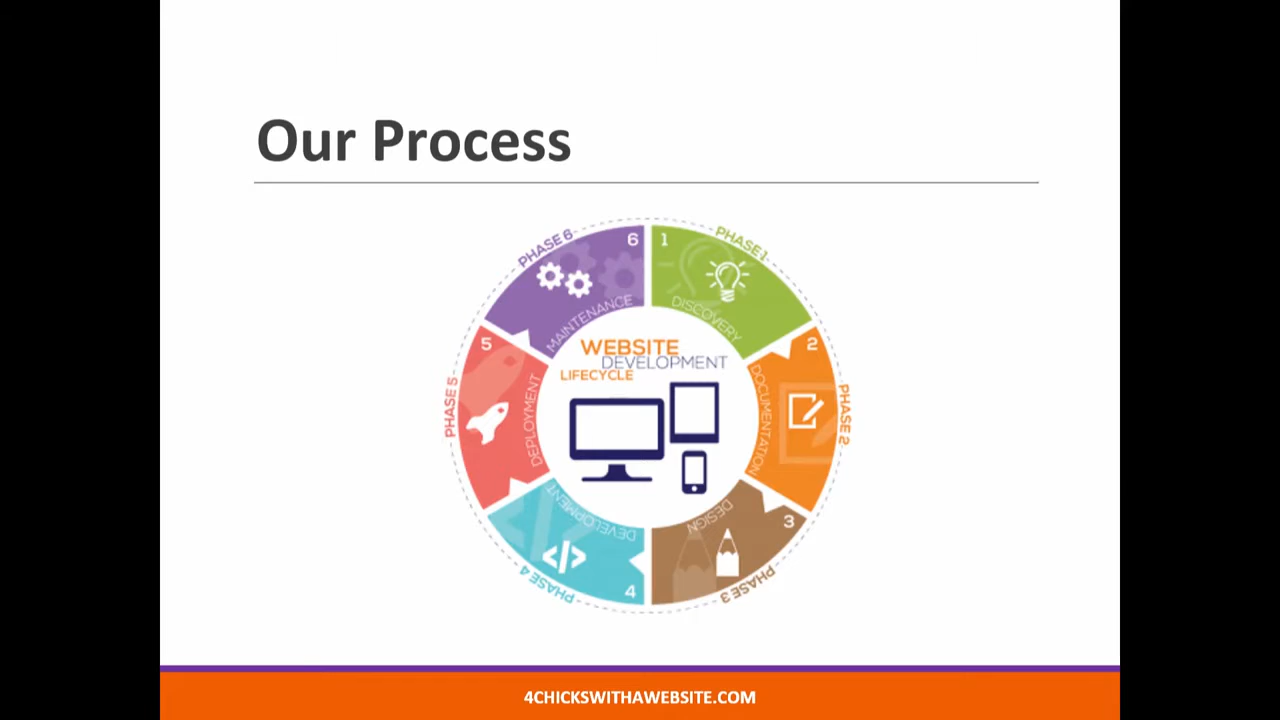 Our Process
PHASE 1
1
DISCOVERY
PHASE 2
2
DOCUMENTATION
PHASE 3
3
DESIGN
PHASE 4
4
DEVELOPMENT
PHASE 5
5
DEPLOYMENT
PHASE 6
6
MAINTENANCE
WEBSITE
DEVELOPMENT
LIFECYCLE
4CHICKSWITHAWEBSITE.COM